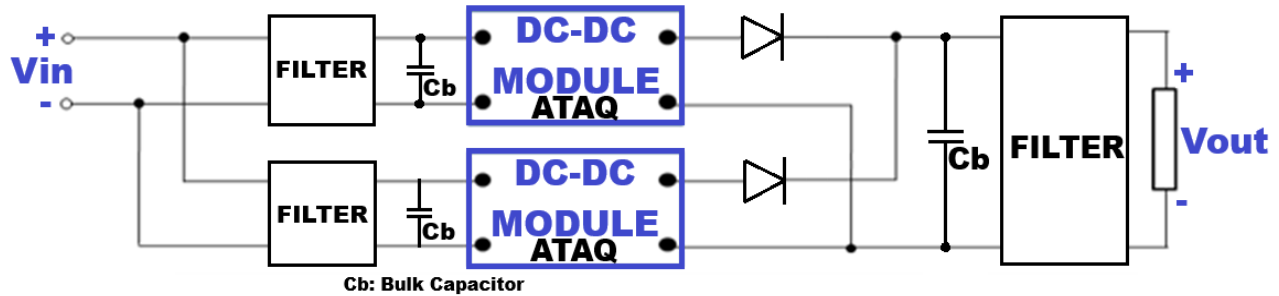 +
Vin
-
FILTER
Cb
DC-DC
MODULE
ATAQ
FILTER
Cb
DC-DC
MODULE
ATAQ
Cb
FILTER
+
Vout
-
Cb: Bulk Capacitor